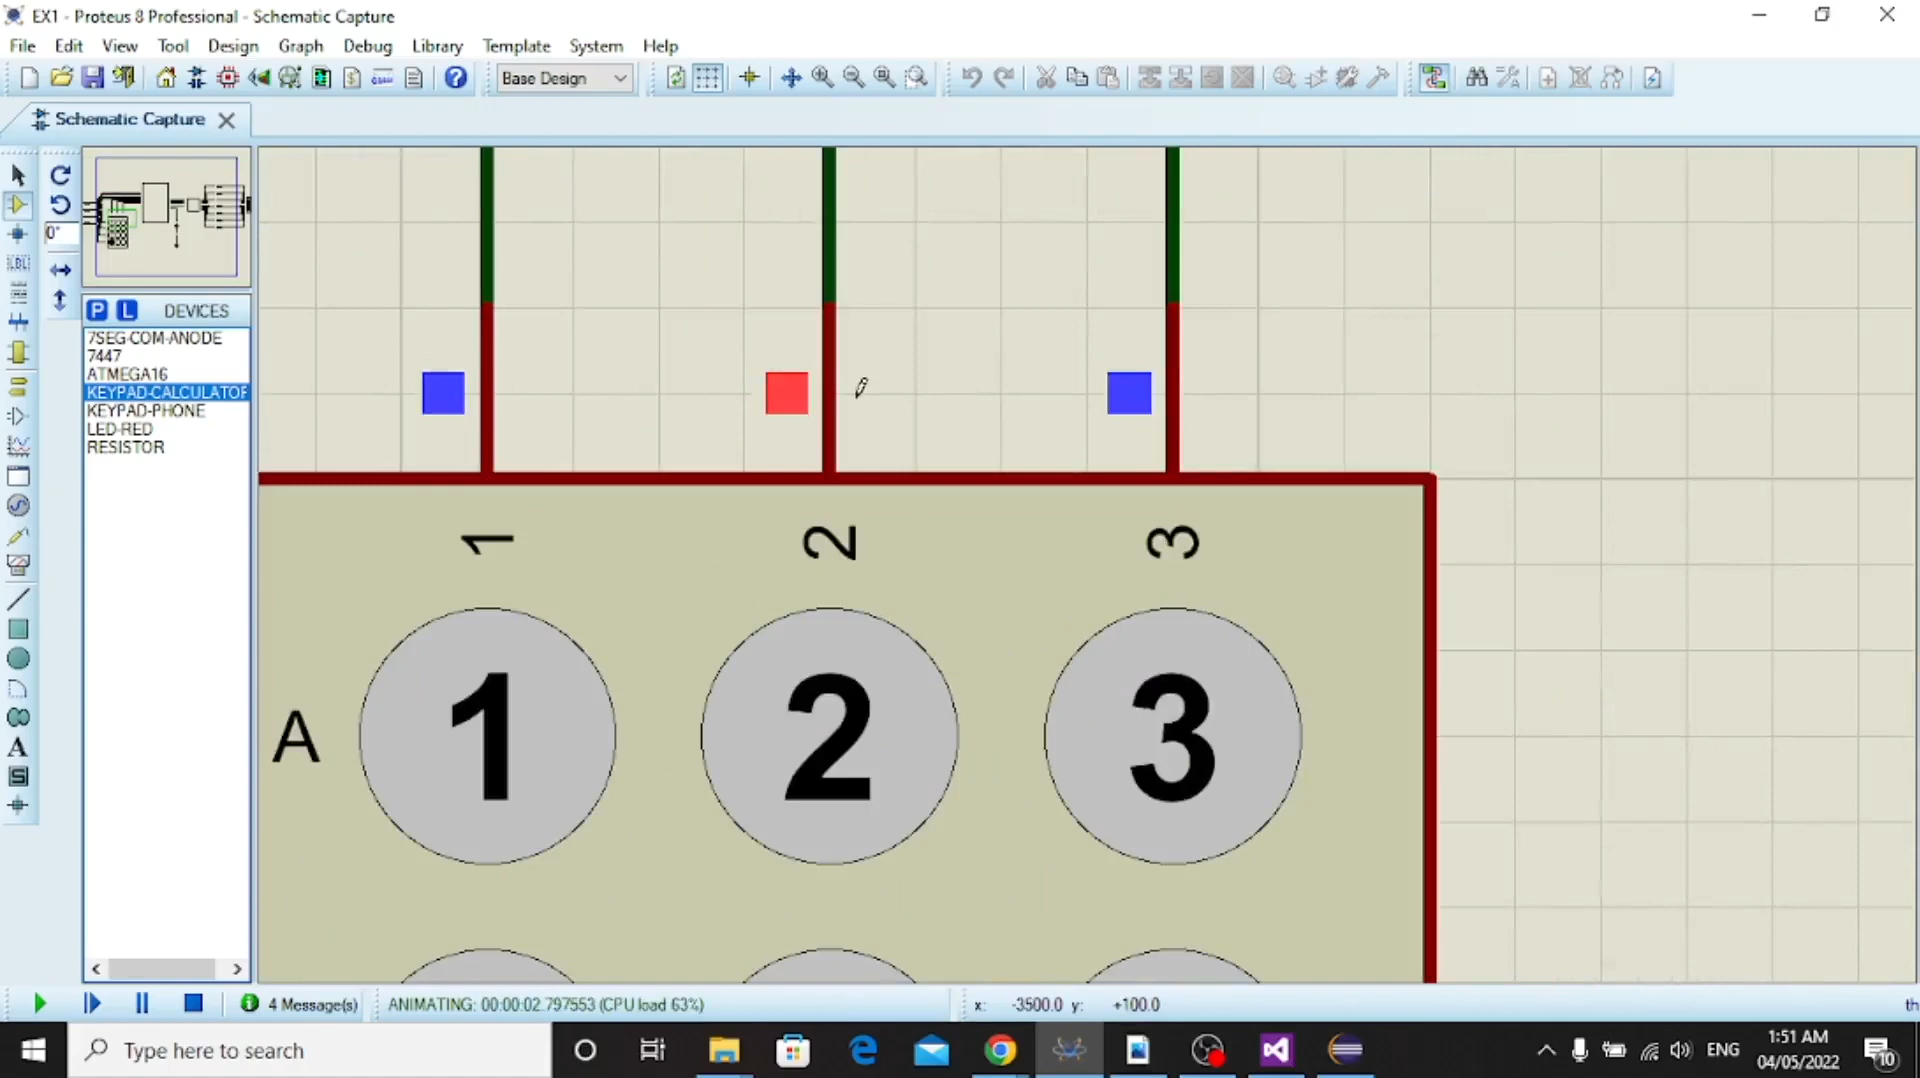 EX1 - Proteus 8 Professional - Schematic Capture
File Edit View Tool Design Graph Debug Library Template System Help
Base Design
Schematic Capture
0°
P L DEVICES
7SEG-COM-ANODE
7447
ATMEGA16
KEYPAD-CALCULATOR
KEYPAD-PHONE
LED-RED
RESISTOR
LBL
A
S
1 2 3
A 1 2 3
4 Message(s) ANIMATING: 00:00:02.797553 (CPU load 63%) x: -3500.0 y: +100.0 th
Type here to search
ENG 1:51 AM
04/05/2022
10